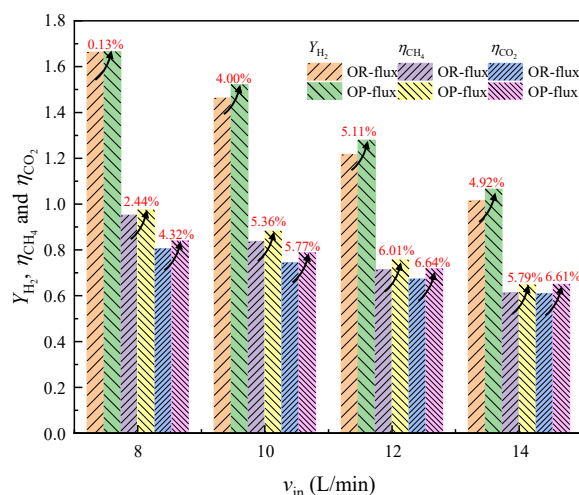 Y_H₂, η_CH₄ and η_CO₂
1.8
1.6
1.4
1.2
1.0
0.8
0.6
0.4
0.2
0.0
Y_H₂ η_CH₄ η_CO₂
OR-flux OR-flux OR-flux
OP-flux OP-flux OP-flux
0.13% 2.44% 4.32%
4.00% 5.36% 5.77%
5.11% 6.01% 6.64%
4.92% 5.79% 6.61%
8 10 12 14
v_in (L/min)